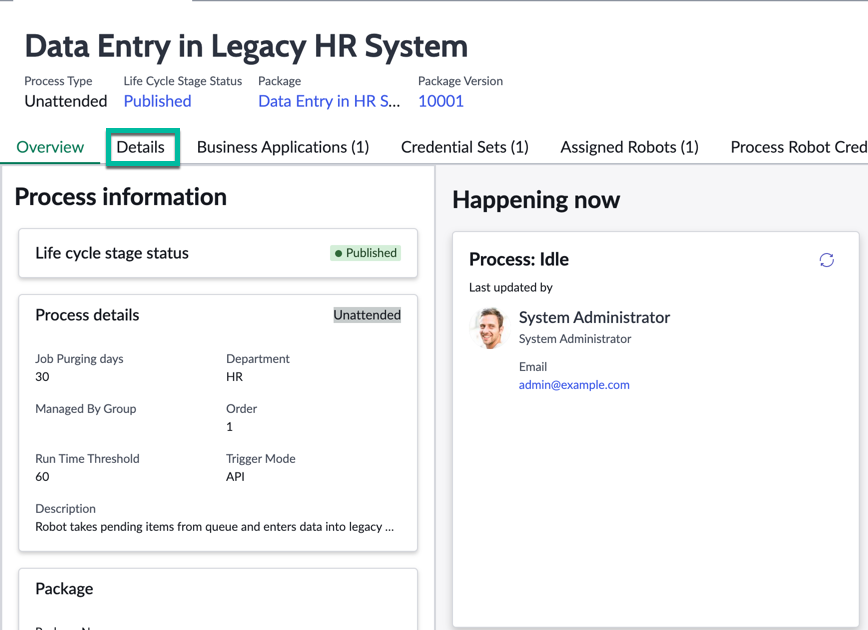 Data Entry in Legacy HR System
Process Type Life Cycle Stage Status Package Package Version
Unattended Published Data Entry in HR S... 10001
Overview Details Business Applications (1) Credential Sets (1) Assigned Robots (1) Process Robot Cred
Process information
Life cycle stage status Published
Process details Unattended
Job Purging days Department
30 HR
Managed By Group Order
1
Run Time Threshold Trigger Mode
60 API
Description
Robot takes pending items from queue and enters data into legacy ...
Package
Happening now
Process: Idle
Last updated by
System Administrator
System Administrator
Email
admin@example.com